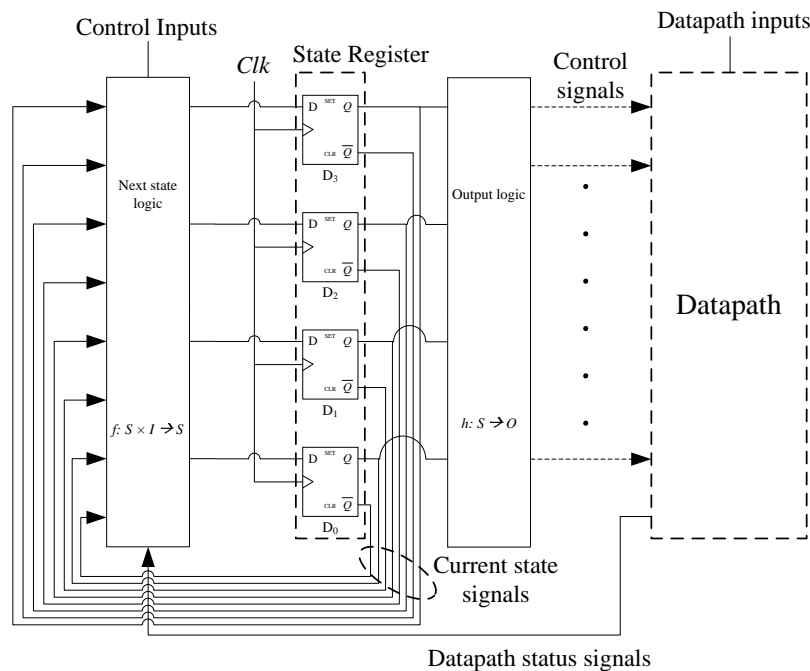 Control Inputs
Clk
State Register
Datapath inputs
Control
signals
Next state
logic
f: S × I → S
D SET Q
CLR Q̅
D₃
D SET Q
CLR Q̅
D₂
D SET Q
CLR Q̅
D₁
D SET Q
CLR Q̅
D₀
Output logic
h: S → O
Datapath
Current state
signals
Datapath status signals